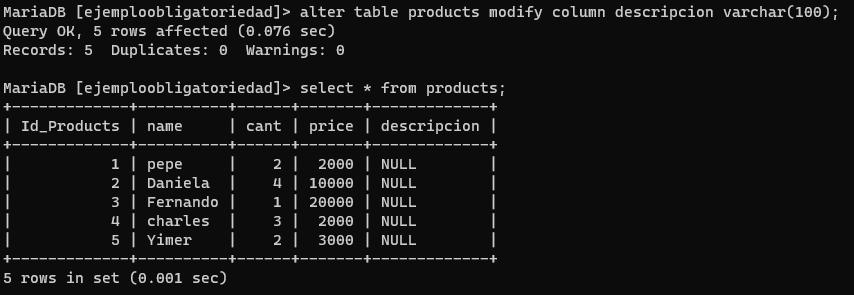 MariaDB [ejemploobligatoriedad]> alter table products modify column descripcion varchar(100);
Query OK, 5 rows affected (0.076 sec)
Records: 5  Duplicates: 0  Warnings: 0

MariaDB [ejemploobligatoriedad]> select * from products;
+-------------+----------+------+-------+-------------+
| Id_Products | name     | cant | price | descripcion |
+-------------+----------+------+-------+-------------+
|           1 | pepe     |    2 |  2000 | NULL        |
|           2 | Daniela  |    4 | 10000 | NULL        |
|           3 | Fernando |    1 | 20000 | NULL        |
|           4 | charles  |    3 |  2000 | NULL        |
|           5 | Yimer    |    2 |  3000 | NULL        |
+-------------+----------+------+-------+-------------+
5 rows in set (0.001 sec)